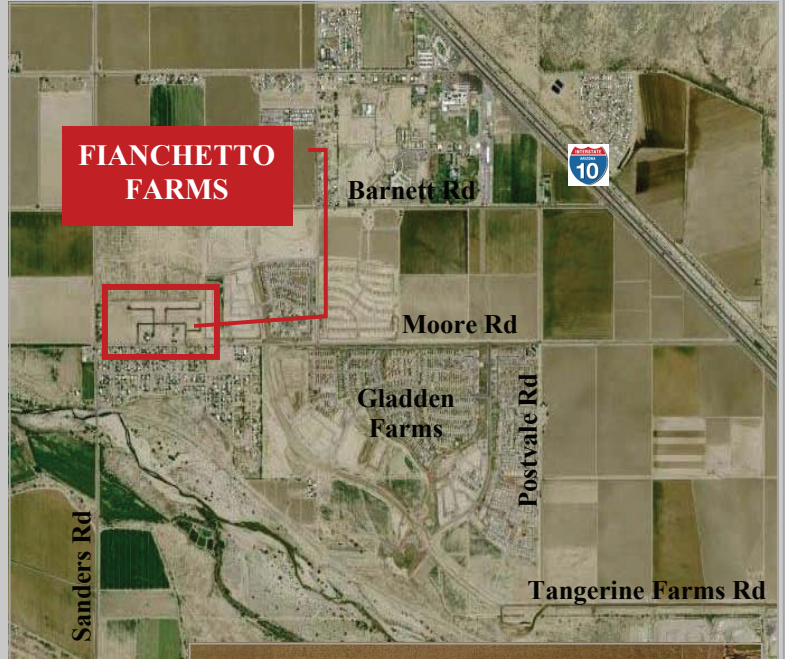 FIANCHETTO
FARMS
INTERSTATE
ARIZONA
10
Barnett Rd
Moore Rd
Gladden
Farms
Postvale Rd
Sanders Rd
Tangerine Farms Rd